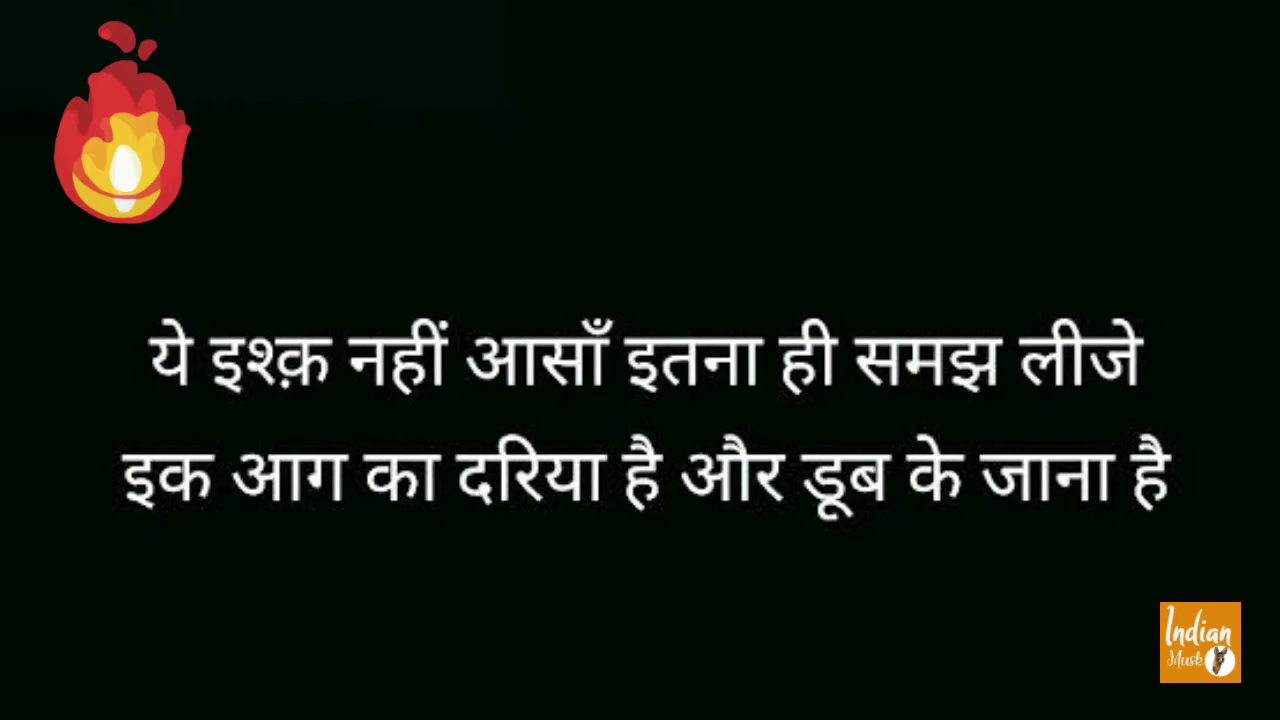 ये इश्क़ नहीं आसाँ इतना ही समझ लीजे
इक आग का दरिया है और डूब के जाना है
Indian
Musk